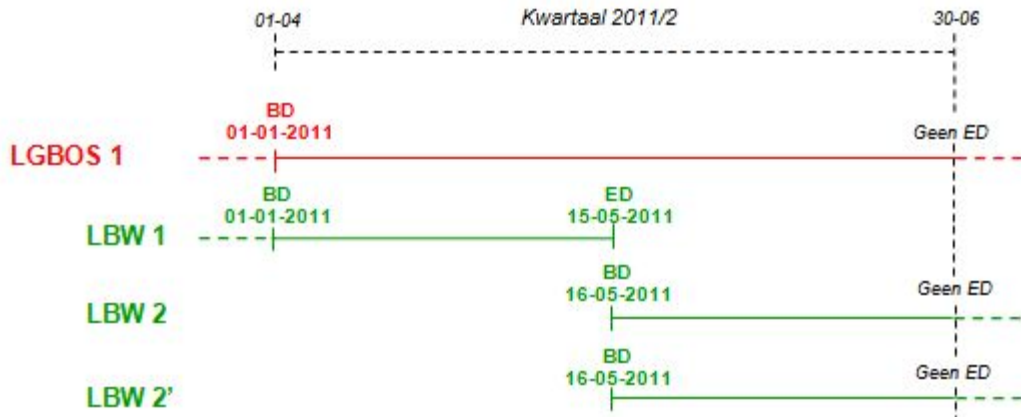 01-04 Kwartaal 2011/2 30-06
BD
01-01-2011 Geen ED
LGBOS 1
BD ED
01-01-2011 15-05-2011
LBW 1
BD
16-05-2011 Geen ED
LBW 2
BD
16-05-2011 Geen ED
LBW 2’